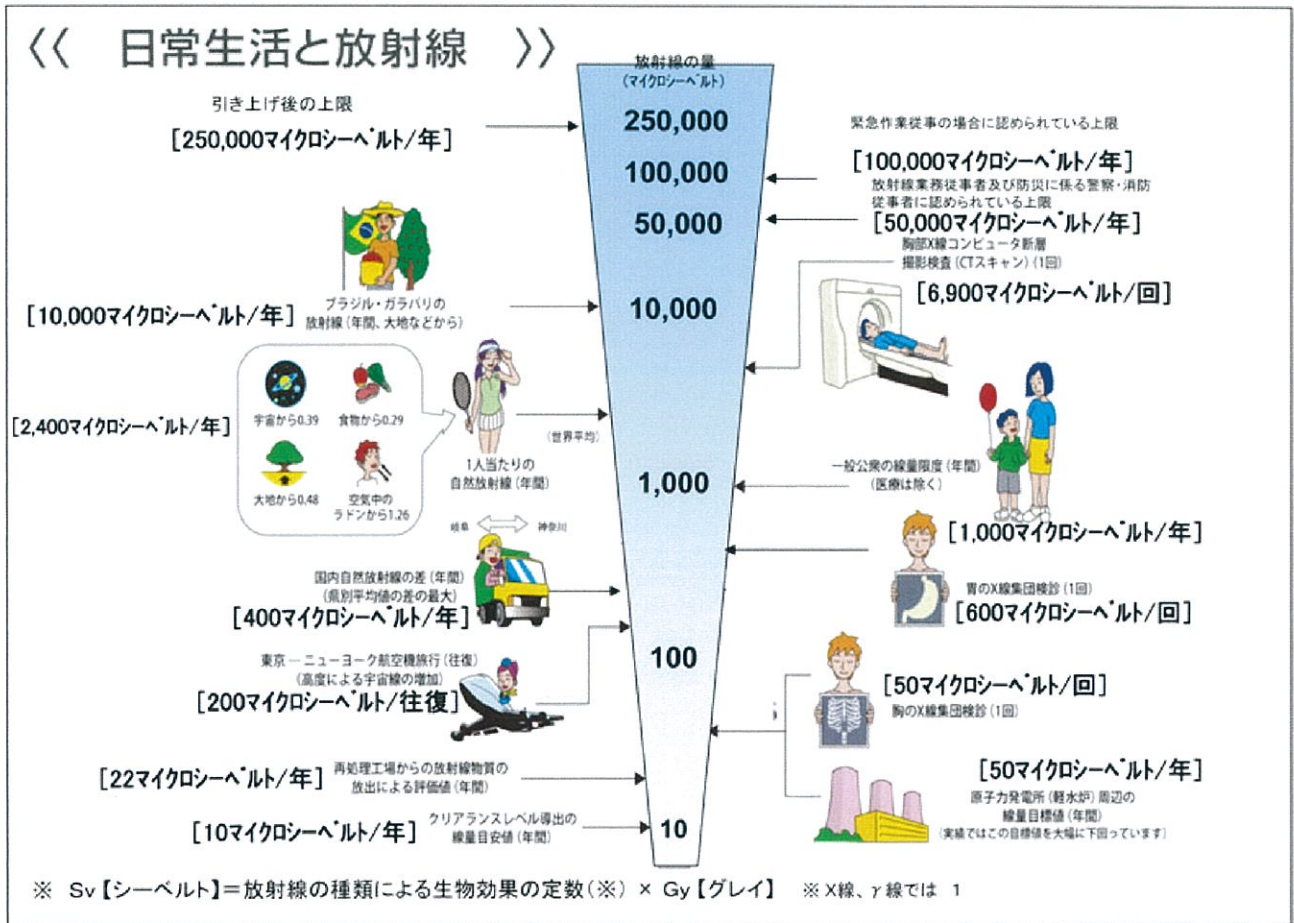 《 日常生活と放射線 》
放射線の量
(マイクロシーベルト)
250,000
100,000
50,000
10,000
1,000
100
10
引き上げ後の上限
[250,000マイクロシーベルト/年]
[10,000マイクロシーベルト/年]
ブラジル・ガラパリの
放射線(年間、大地などから)
[2,400マイクロシーベルト/年]
宇宙から0.39
食物から0.29
大地から0.48
空気中の
ラドンから1.26
(世界平均)
1人当たりの
自然放射線(年間)
岐阜
神奈川
国内自然放射線の差(年間)
(県別平均値の差の最大)
[400マイクロシーベルト/年]
東京―ニューヨーク航空機旅行(往復)
(高度による宇宙線の増加)
[200マイクロシーベルト/往復]
[22マイクロシーベルト/年]
再処理工場からの放射線物質の
放出による評価値(年間)
[10マイクロシーベルト/年]
クリアランスレベル導出の
線量目安値(年間)
緊急作業従事の場合に認められている上限
[100,000マイクロシーベルト/年]
放射線業務従事者及び防災に係る警察・消防
従事者に認められている上限
[50,000マイクロシーベルト/年]
胸部X線コンピュータ断層
撮影検査(CTスキャン)(1回)
[6,900マイクロシーベルト/回]
一般公衆の線量限度(年間)
(医療は除く)
[1,000マイクロシーベルト/年]
胃のX線集団検診(1回)
[600マイクロシーベルト/回]
[50マイクロシーベルト/回]
胸のX線集団検診(1回)
[50マイクロシーベルト/年]
原子力発電所(軽水炉)周辺の
線量目標値(年間)
(実績ではこの目標値を大幅に下回っています)
※ Sv【シーベルト】=放射線の種類による生物効果の定数(※) × Gy【グレイ】 ※X線、γ線では 1